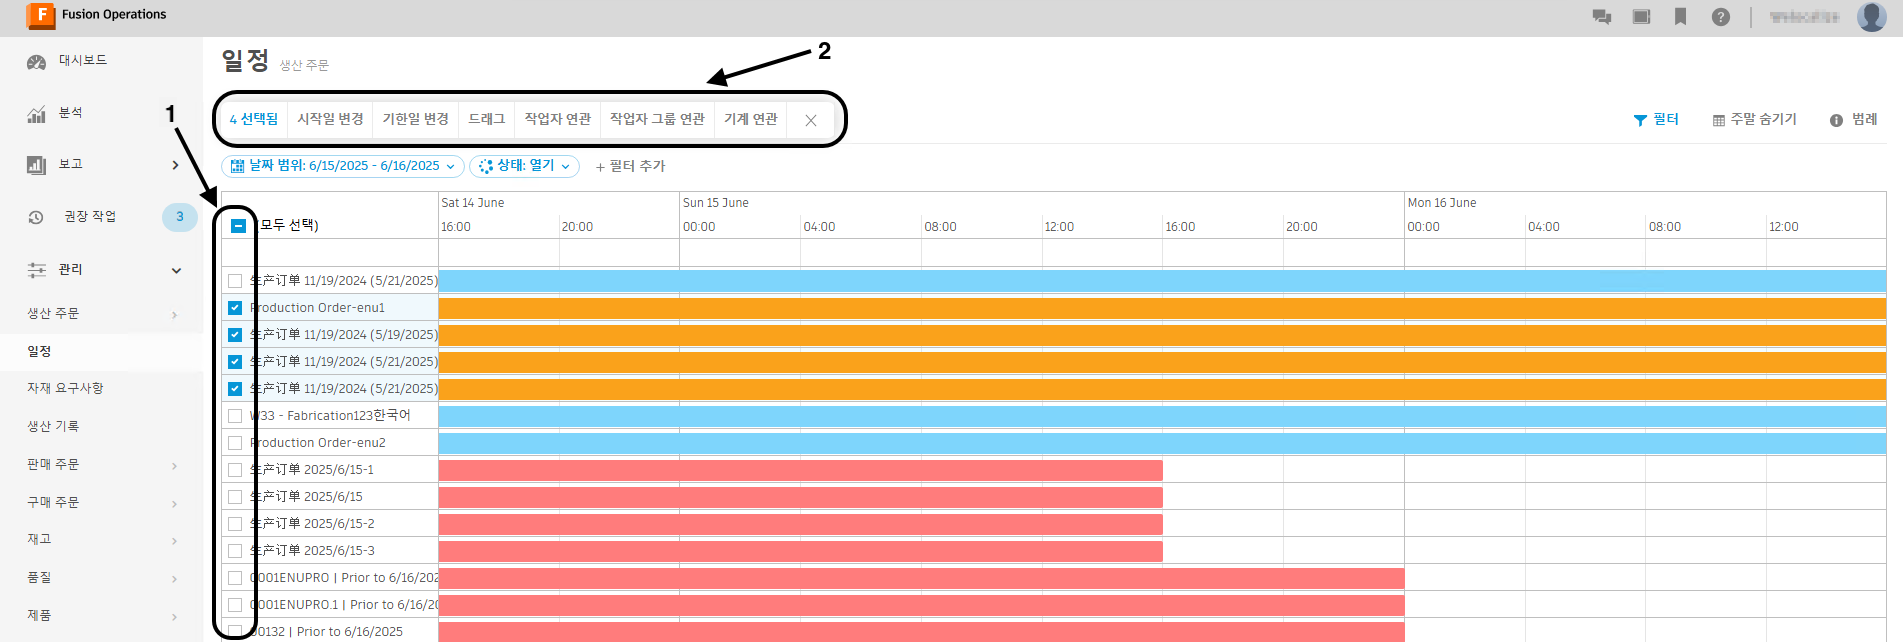 F Fusion Operations
?
대시보드
분석
보고
권장 작업 3
관리
생산 주문
일정
자재 요구사항
생산 기록
판매 주문
구매 주문
재고
품질
제품
1
2
일정 생산 주문
4 선택됨 시작일 변경 기한일 변경 드래그 작업자 연관 작업자 그룹 연관 기계 연관
필터 주말 숨기기 범례
날짜 범위: 6/15/2025 - 6/16/2025 상태: 열기 + 필터 추가
Sat 14 June Sun 15 June Mon 16 June
모두 선택) 16:00 20:00 00:00 04:00 08:00 12:00 16:00 20:00 00:00 04:00 08:00 12:00
生产订单 11/19/2024 (5/21/2025)
Production Order-enu1
生产订单 11/19/2024 (5/19/2025)
生产订单 11/19/2024 (5/21/2025)
生产订单 11/19/2024 (5/21/2025)
W33 - Fabrication123한국어
Production Order-enu2
生产订单 2025/6/15-1
生产订单 2025/6/15
生产订单 2025/6/15-2
生产订单 2025/6/15-3
0001ENUPRO | Prior to 6/16/202
0001ENUPRO.1 | Prior to 6/16/20
00132 | Prior to 6/16/2025